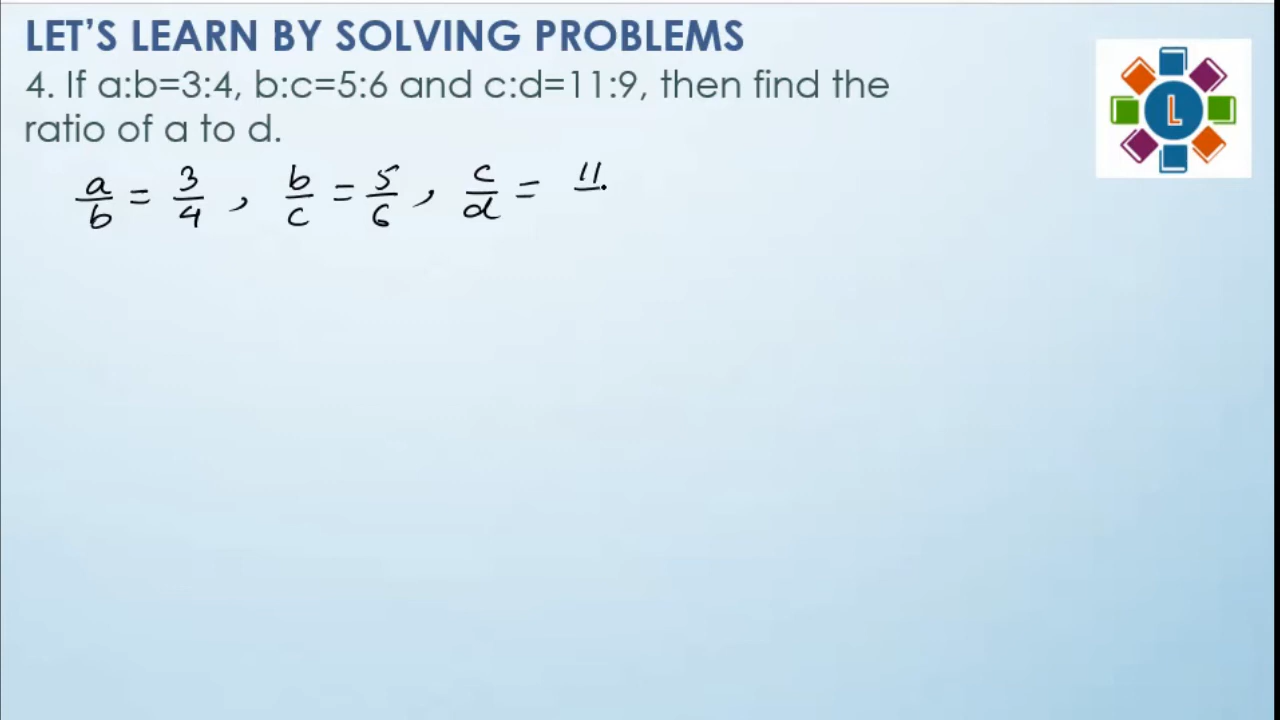 LET'S LEARN BY SOLVING PROBLEMS
4. If a:b=3:4, b:c=5:6 and c:d=11:9, then find the
ratio of a to d.
a/b = 3/4 , b/c = 5/6 , c/d = 11
L